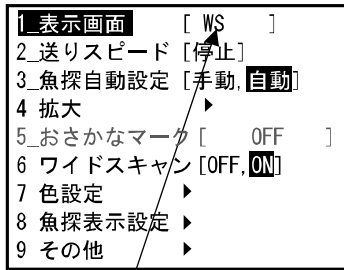 1_表示画面 [ WS ]
2_送りスピード [停止]
3_魚探自動設定 [手動,自動]
4 拡大 ▶
5_おさかなマーク [ OFF ]
6 ワイドスキャン [OFF,ON]
7 色設定 ▶
8 魚探表示設定 ▶
9 その他 ▶